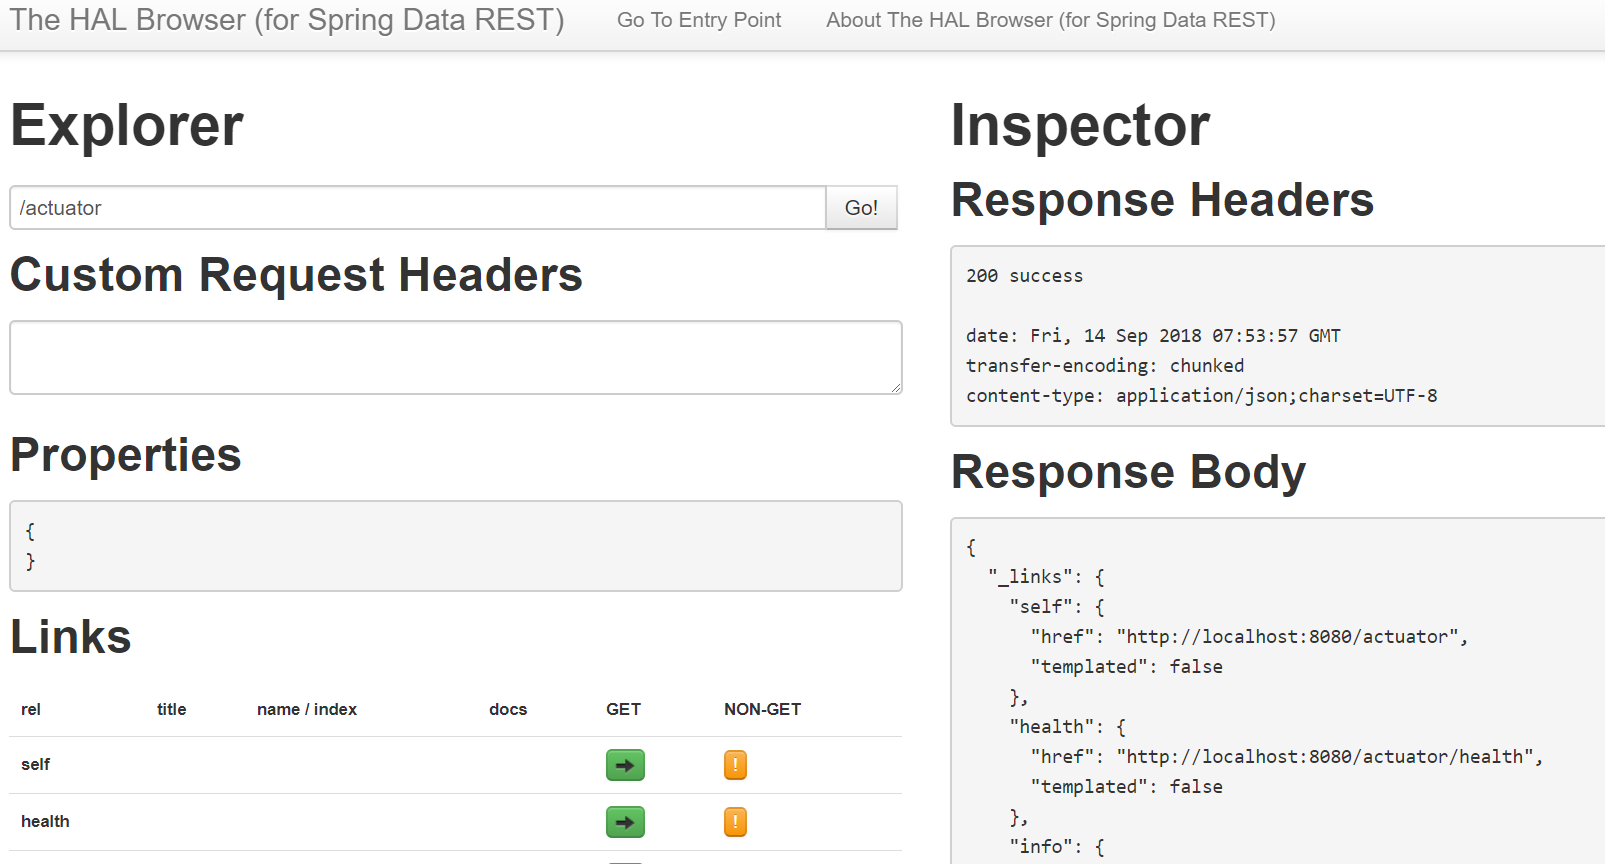 The HAL Browser (for Spring Data REST) Go To Entry Point About The HAL Browser (for Spring Data REST)
Explorer
/actuator Go!
Custom Request Headers
Properties
{
}
Links
rel title name / index docs GET NON-GET
self !
health !
Inspector
Response Headers
200 success
date: Fri, 14 Sep 2018 07:53:57 GMT
transfer-encoding: chunked
content-type: application/json;charset=UTF-8
Response Body
{
"_links": {
"self": {
"href": "http://localhost:8080/actuator",
"templated": false
},
"health": {
"href": "http://localhost:8080/actuator/health",
"templated": false
},
"info": {